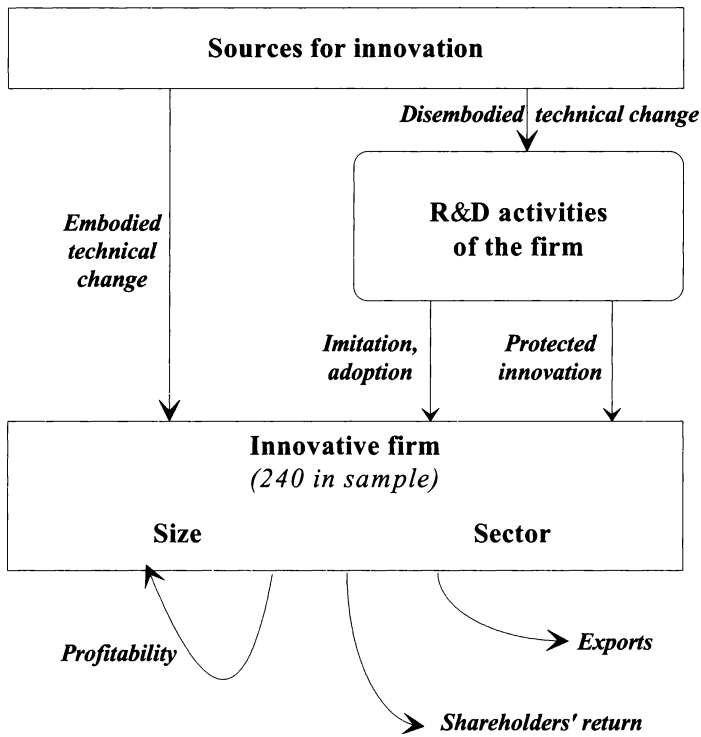 Sources for innovation
Disembodied technical change
R&D activities
of the firm
Embodied
technical
change
Imitation,
adoption
Protected
innovation
Innovative firm
(240 in sample)
Size Sector
Profitability
Exports
Shareholders' return